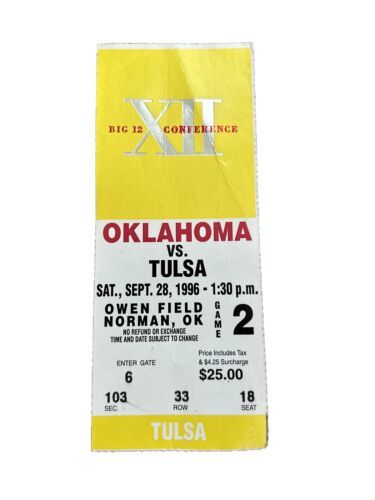 XII
BIG 12 CONFERENCE
OKLAHOMA
VS.
TULSA
SAT., SEPT. 28, 1996 - 1:30 p.m.
OWEN FIELD
NORMAN, OK
NO REFUND OR EXCHANGE
TIME AND DATE SUBJECT TO CHANGE
GAME 2
ENTER GATE
6
Price Includes Tax
& $4.25 Surcharge
$25.00
103 33 18
SEC. ROW SEAT
TULSA